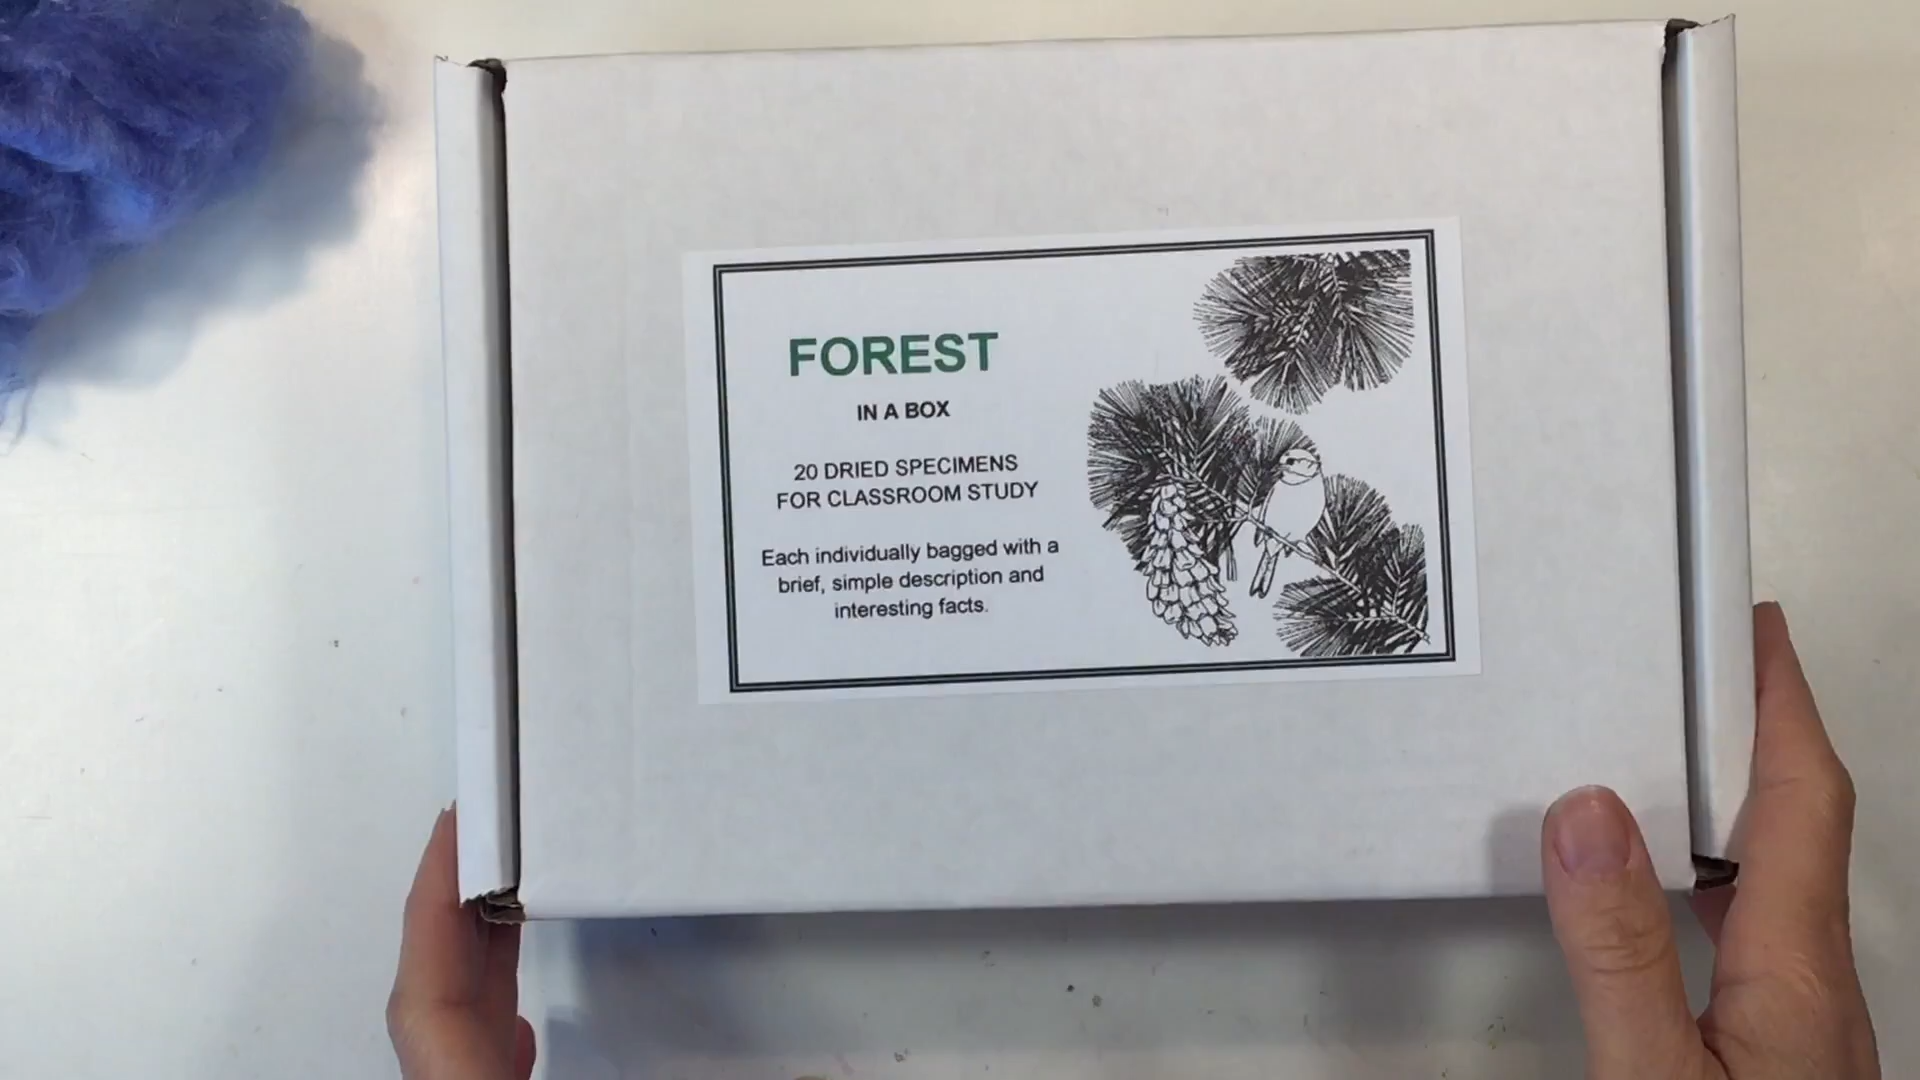 FOREST
IN A BOX
20 DRIED SPECIMENS
FOR CLASSROOM STUDY
Each individually bagged with a
brief, simple description and
interesting facts.